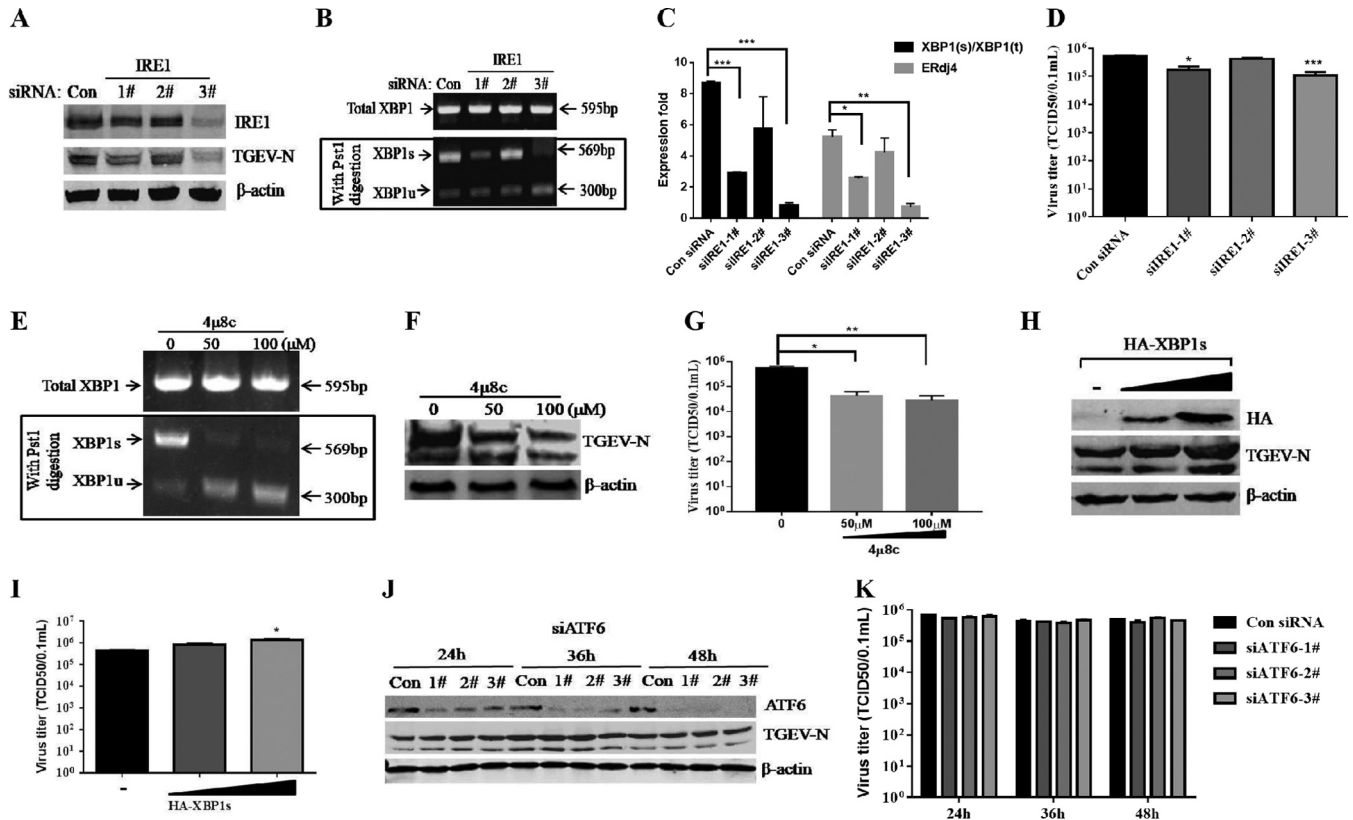 A
IRE1
siRNA: Con 1# 2# 3#
IRE1
TGEV-N
β-actin
B
IRE1
siRNA: Con 1# 2# 3#
Total XBP1
595bp
With Pst1 digestion
XBP1s
569bp
XBP1u
300bp
C
XBP1(s)/XBP1(t)
ERdj4
***
***
**
*
Expression fold
10
8
6
4
2
0
Con siRNA
siIRE1-1#
siIRE1-2#
siIRE1-3#
Con siRNA
siIRE1-1#
siIRE1-2#
siIRE1-3#
D
Virus titer (TCID50/0.1mL)
10⁶
10⁵
10⁴
10³
10²
10¹
10⁰
*
***
Con siRNA
siIRE1-1#
siIRE1-2#
siIRE1-3#
E
4μ8c
0 50 100 (μM)
Total XBP1
595bp
With Pst1 digestion
XBP1s
569bp
XBP1u
300bp
F
4μ8c
0 50 100 (μM)
TGEV-N
β-actin
G
**
*
Virus titer (TCID50/0.1mL)
10⁶
10⁵
10⁴
10³
10²
10¹
10⁰
0 50μM 100μM
4μ8c
H
HA-XBP1s
-
HA
TGEV-N
β-actin
I
Virus titer (TCID50/0.1mL)
10⁷
10⁶
10⁵
10⁴
10³
10²
10¹
10⁰
*
-
HA-XBP1s
J
siATF6
24h 36h 48h
Con 1# 2# 3# Con 1# 2# 3# Con 1# 2# 3#
ATF6
TGEV-N
β-actin
K
Virus titer (TCID50/0.1mL)
10⁶
10⁵
10⁴
10³
10²
10¹
10⁰
24h 36h 48h
Con siRNA
siATF6-1#
siATF6-2#
siATF6-3#